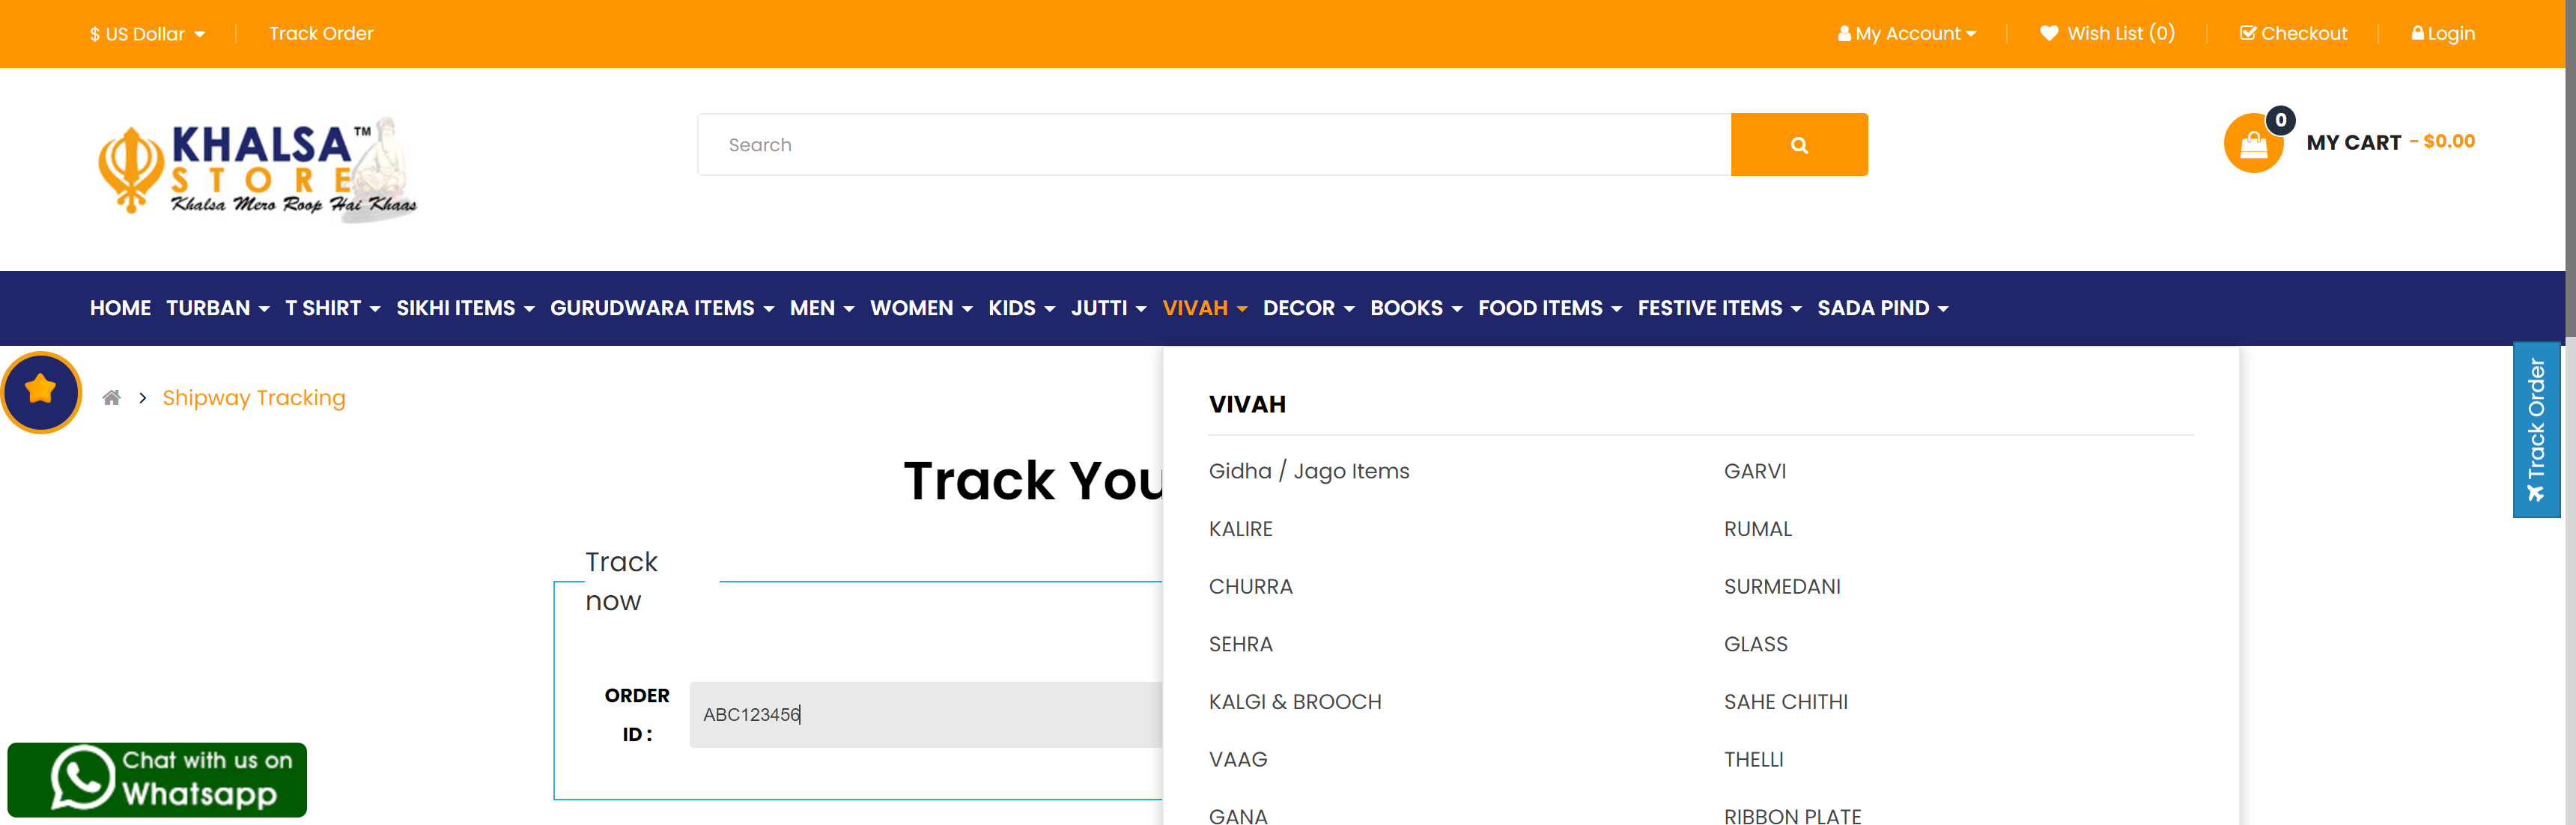 $ US Dollar
Track Order
My Account
Wish List (0)
Checkout
Login
KHALSA™
STORE
Khalsa Mero Roop Hai Khaas
Search
0
MY CART - $0.00
HOME TURBAN T SHIRT SIKHI ITEMS GURUDWARA ITEMS MEN WOMEN KIDS JUTTI VIVAH DECOR BOOKS FOOD ITEMS FESTIVE ITEMS SADA PIND
Shipway Tracking
Track You
Track
now
ORDER
ID :
ABC123456
VIVAH
Gidha / Jago Items
GARVI
KALIRE
RUMAL
CHURRA
SURMEDANI
SEHRA
GLASS
KALGI & BROOCH
SAHE CHITHI
VAAG
THELLI
GANA
RIBBON PLATE
Track Order
Chat with us on
Whatsapp